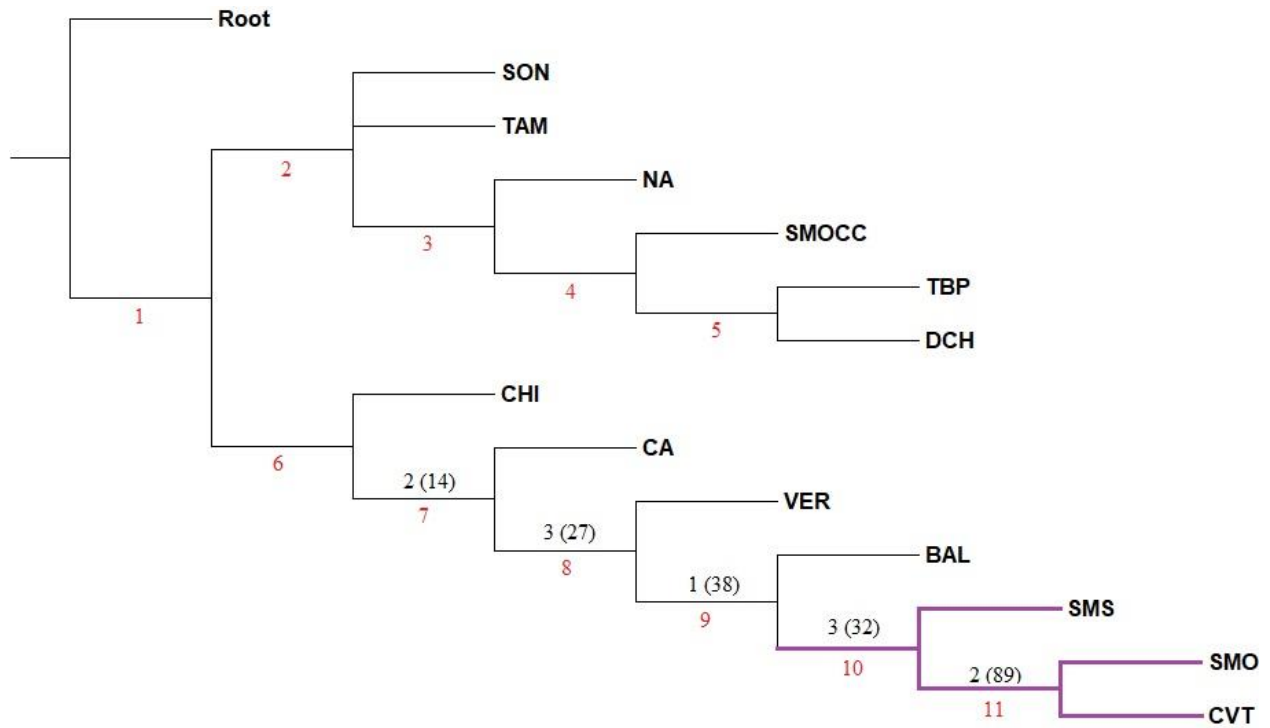 Root
SON
TAM
2
NA
3
SMOCC
4
TBP
5
DCH
1
CHI
6
CA
2 (14)
7
VER
3 (27)
8
BAL
1 (38)
9
SMS
3 (32)
10
SMO
2 (89)
11
CVT